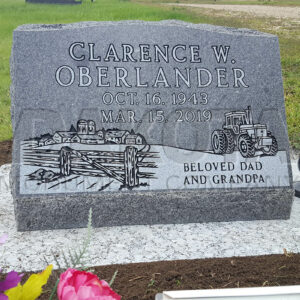 CLARENCE W.
OBERLANDER
OCT. 16, 1943
MAR. 15, 2019
BELOVED DAD
AND GRANDPA